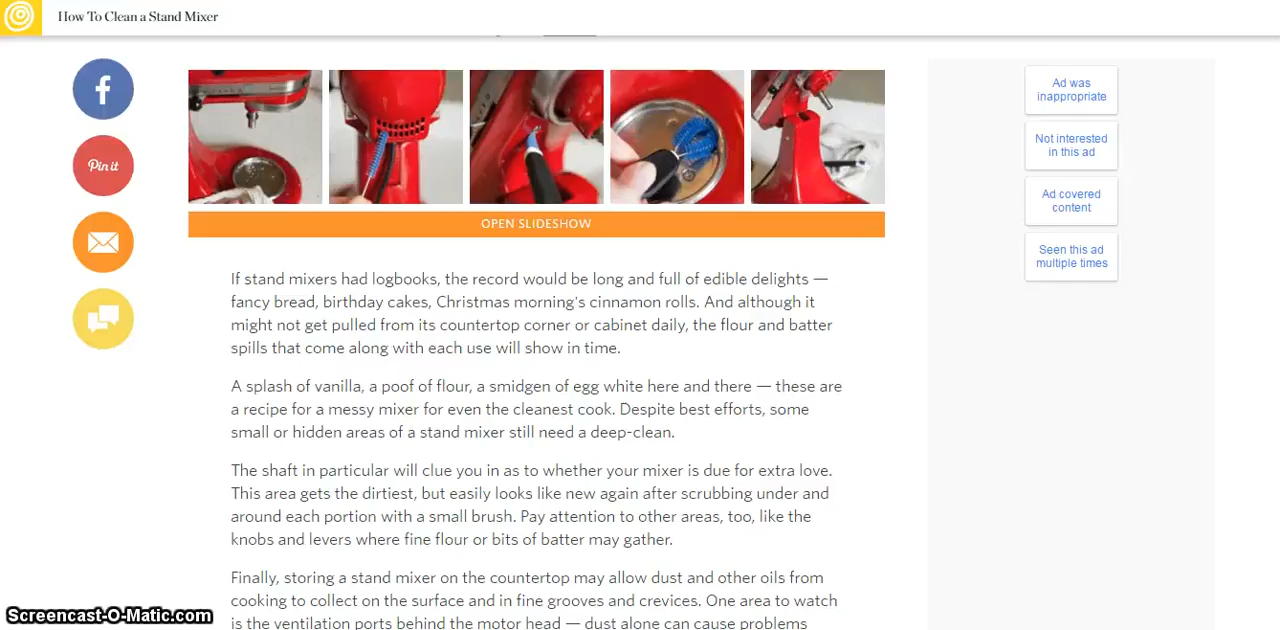 How To Clean a Stand Mixer
Pin it
OPEN SLIDESHOW
If stand mixers had logbooks, the record would be long and full of edible delights —
fancy bread, birthday cakes, Christmas morning's cinnamon rolls. And although it
might not get pulled from its countertop corner or cabinet daily, the flour and batter
spills that come along with each use will show in time.
A splash of vanilla, a poof of flour, a smidgen of egg white here and there — these are
a recipe for a messy mixer for even the cleanest cook. Despite best efforts, some
small or hidden areas of a stand mixer still need a deep-clean.
The shaft in particular will clue you in as to whether your mixer is due for extra love.
This area gets the dirtiest, but easily looks like new again after scrubbing under and
around each portion with a small brush. Pay attention to other areas, too, like the
knobs and levers where fine flour or bits of batter may gather.
Finally, storing a stand mixer on the countertop may allow dust and other oils from
cooking to collect on the surface and in fine grooves and crevices. One area to watch
is the ventilation ports behind the motor head — dust alone can cause problems
Ad was
inappropriate
Not interested
in this ad
Ad covered
content
Seen this ad
multiple times
Screencast-O-Matic.com